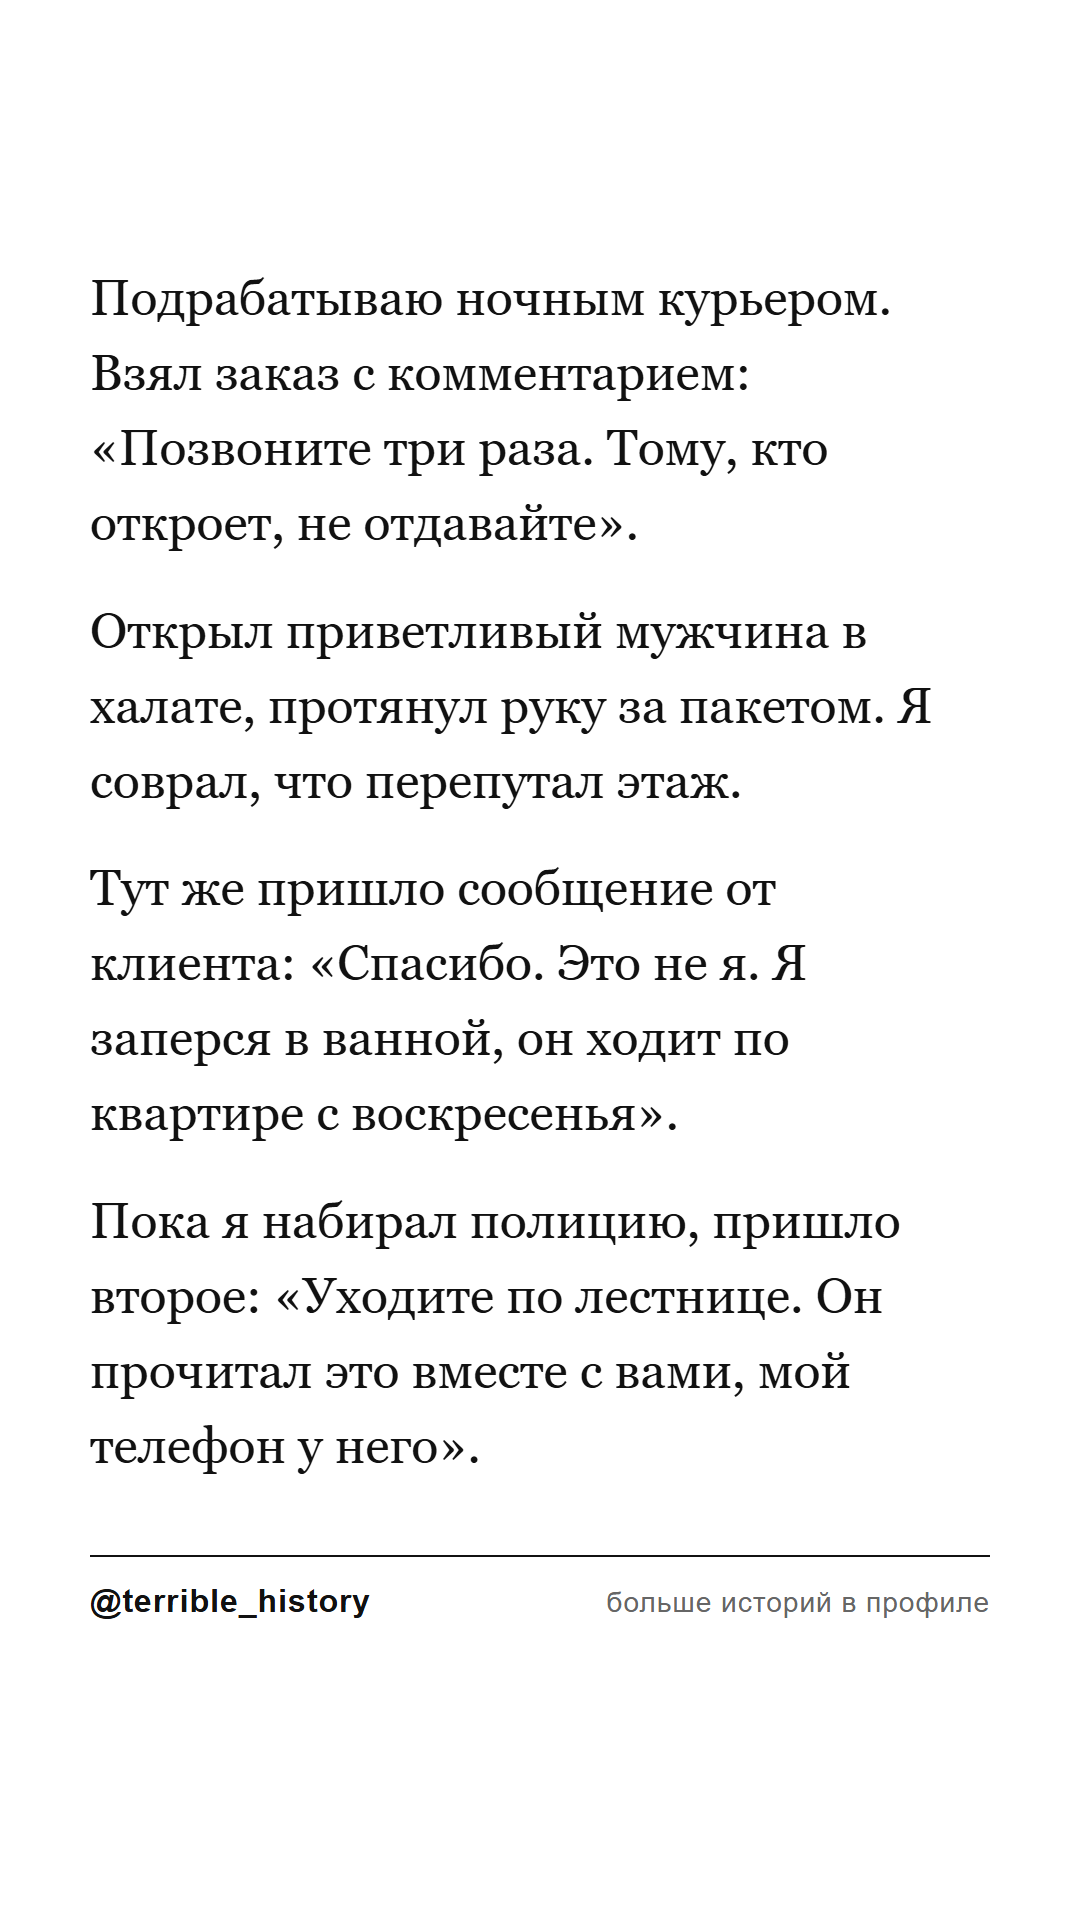 Подрабатываю ночным курьером.
Взял заказ с комментарием:
«Позвоните три раза. Тому, кто
откроет, не отдавайте».
Открыл приветливый мужчина в
халате, протянул руку за пакетом. Я
соврал, что перепутал этаж.
Тут же пришло сообщение от
клиента: «Спасибо. Это не я. Я
заперся в ванной, он ходит по
квартире с воскресенья».
Пока я набирал полицию, пришло
второе: «Уходите по лестнице. Он
прочитал это вместе с вами, мой
телефон у него».
@terrible_history
больше историй в профиле